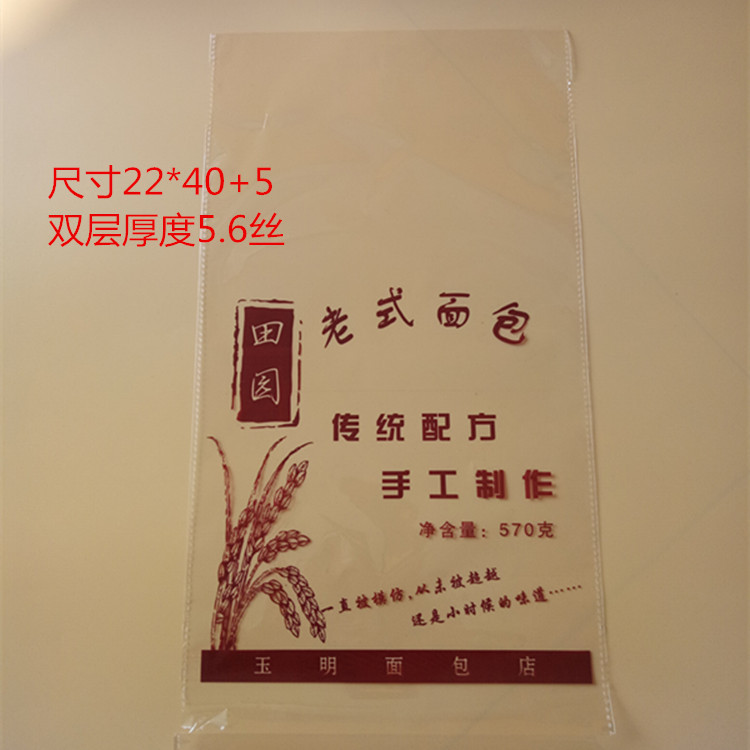 尺寸22*40+5
双层厚度5.6丝
田园
老式面包
传统配方
手工制作
净含量：570克
一直被模仿，从未被超越
还是小时候的味道……
玉明面包店